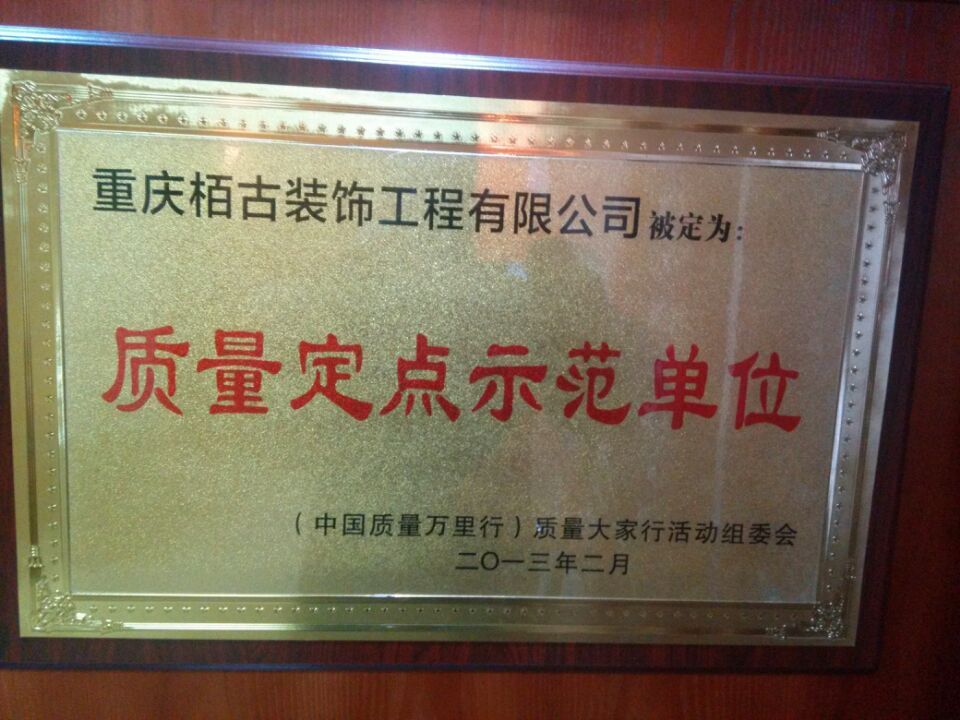 重庆栢古装饰工程有限公司被定为:
质量定点示范单位
(中国质量万里行)质量大家行活动组委会
二〇一三年二月